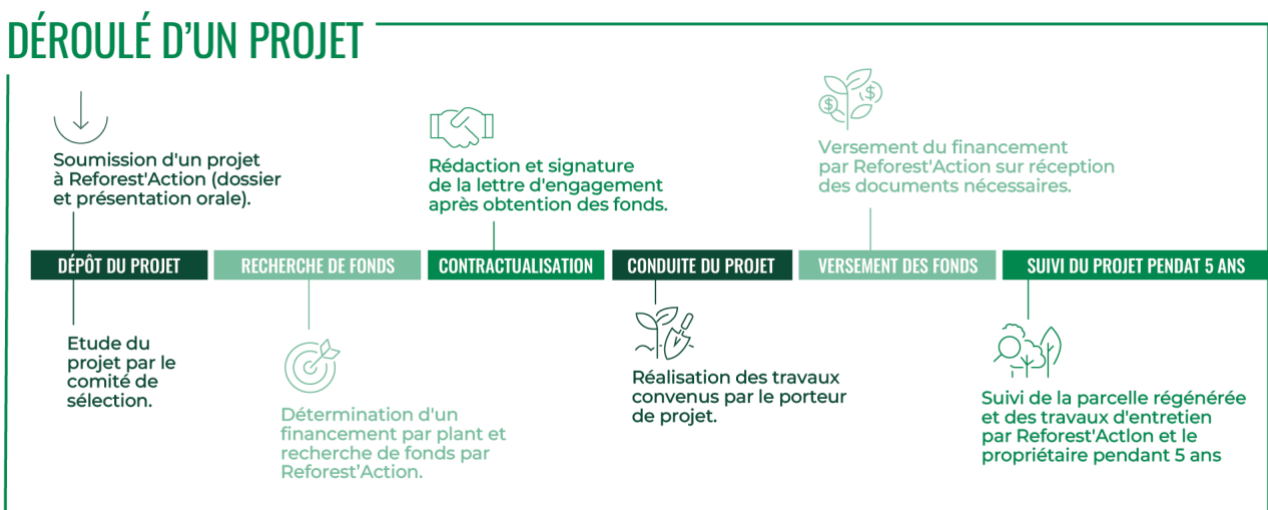 DÉROULÉ D'UN PROJET
Soumission d'un projet
à Reforest'Action (dossier
et présentation orale).
Rédaction et signature
de la lettre d'engagement
après obtention des fonds.
$
$
Versement du financement
par Reforest'Action sur réception
des documents nécessaires.
DÉPÔT DU PROJET
RECHERCHE DE FONDS
CONTRACTUALISATION
CONDUITE DU PROJET
VERSEMENT DES FONDS
SUIVI DU PROJET PENDAT 5 ANS
Etude du
projet par le
comité de
sélection.
Détermination d'un
financement par plant et
recherche de fonds par
Reforest’Action.
Réalisation des travaux
convenus par le porteur
de projet.
Suivi de la parcelle régénérée
et des travaux d'entretien
par Reforest'ActIon et le
propriétaire pendant 5 ans